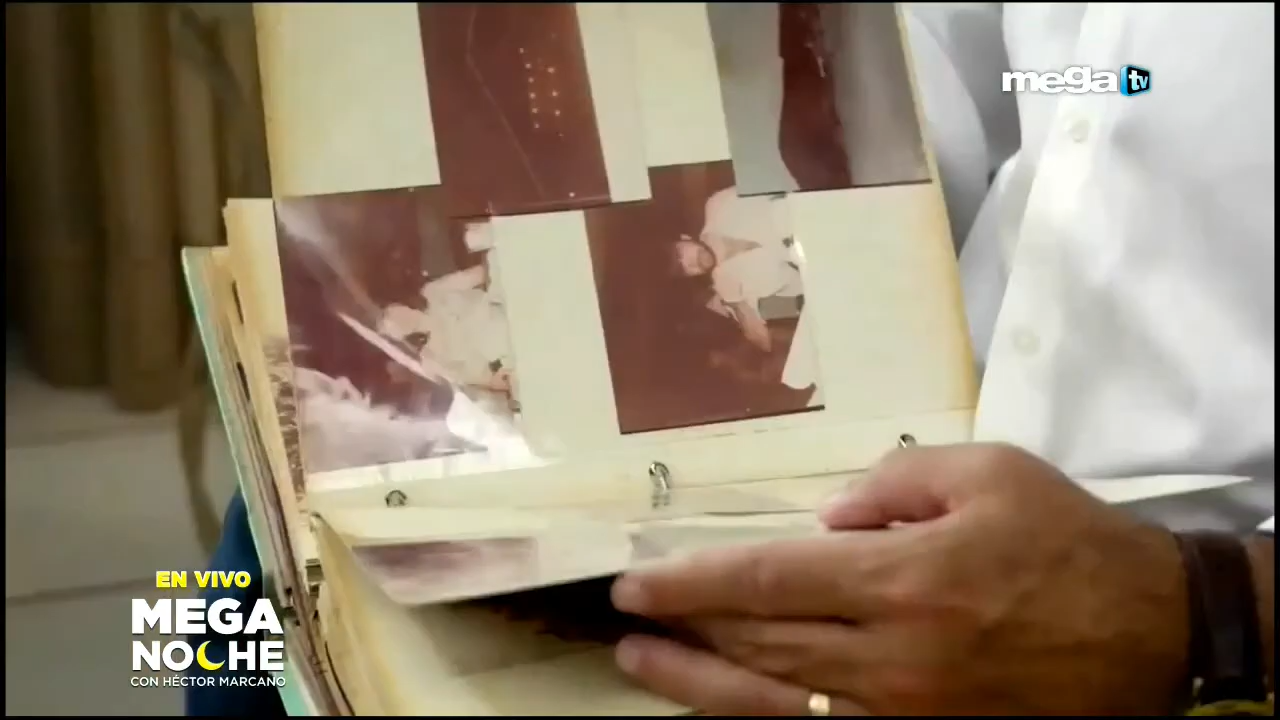 mega tv
EN VIVO
MEGA
NOCHE
CON HÉCTOR MARCANO